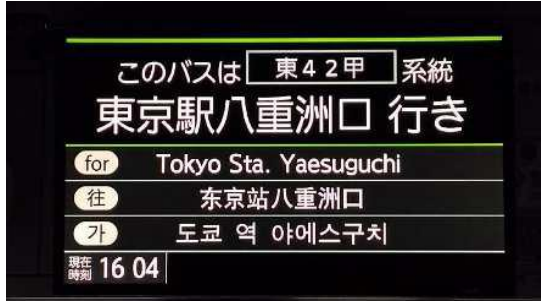 このバスは 東42甲 系統
東京駅八重洲口 行き
for Tokyo Sta. Yaesuguchi
往 东京站八重洲口
가 도쿄 역 야에스구치
現在時刻 16 04